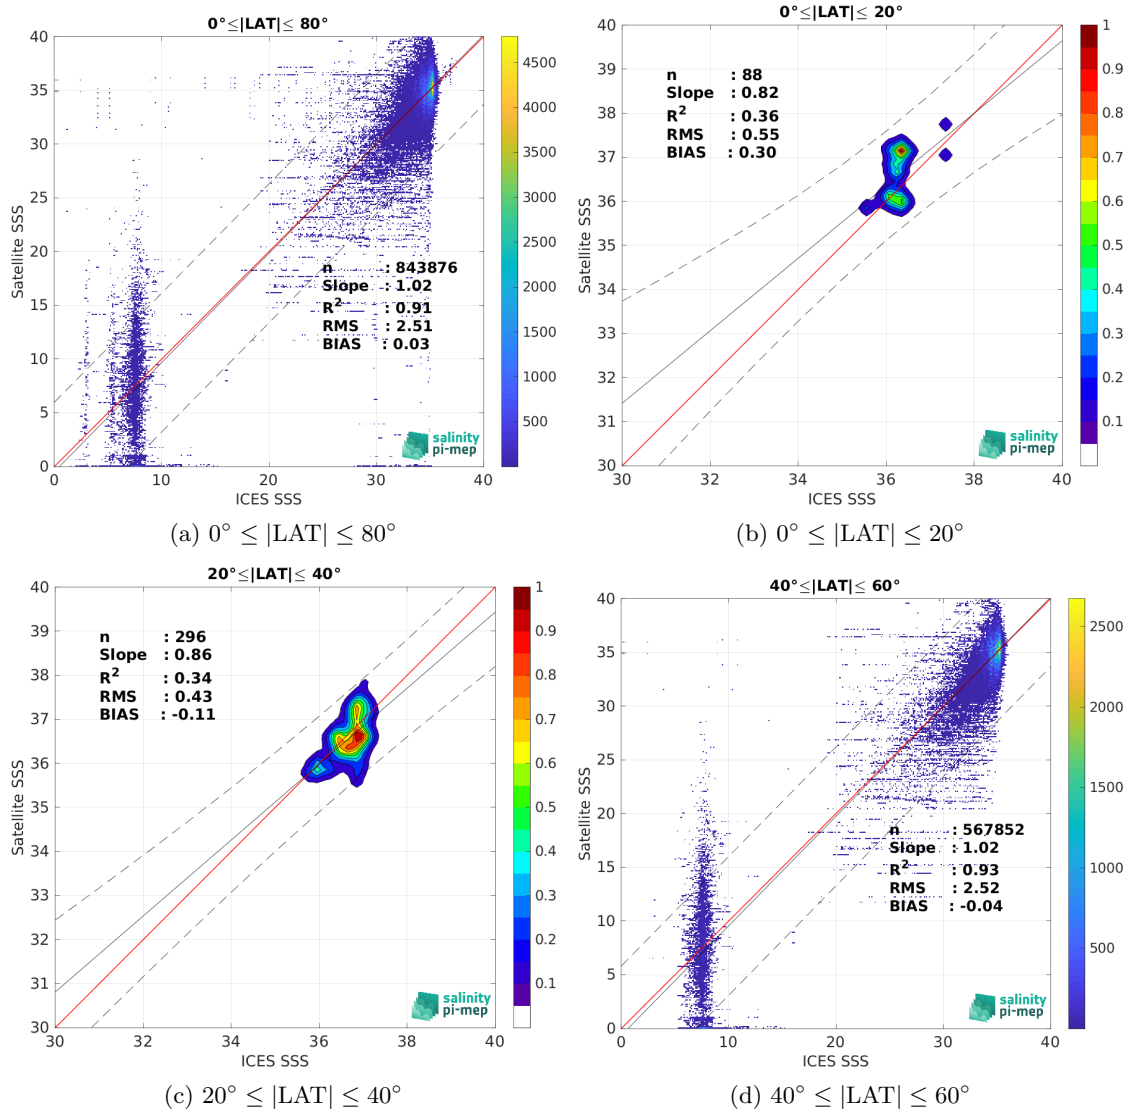 0°≤|LAT|≤ 80°
40
35
30
25
20
15
10
5
0
Satellite SSS
n : 843876
Slope : 1.02
R² : 0.91
RMS : 2.51
BIAS : 0.03
salinity
pi-mep
0 10 20 30 40
ICES SSS
4500
4000
3500
3000
2500
2000
1500
1000
500
(a) 0° ≤ |LAT| ≤ 80°
0°≤|LAT|≤ 20°
40
39
38
37
36
35
34
33
32
31
30
Satellite SSS
n : 88
Slope : 0.82
R² : 0.36
RMS : 0.55
BIAS : 0.30
salinity
pi-mep
30 32 34 36 38 40
ICES SSS
1
0.9
0.8
0.7
0.6
0.5
0.4
0.3
0.2
0.1
(b) 0° ≤ |LAT| ≤ 20°
20°≤|LAT|≤ 40°
40
39
38
37
36
35
34
33
32
31
30
Satellite SSS
n : 296
Slope : 0.86
R² : 0.34
RMS : 0.43
BIAS : -0.11
salinity
pi-mep
30 32 34 36 38 40
ICES SSS
1
0.9
0.8
0.7
0.6
0.5
0.4
0.3
0.2
0.1
(c) 20° ≤ |LAT| ≤ 40°
40°≤|LAT|≤ 60°
40
35
30
25
20
15
10
5
0
Satellite SSS
n : 567852
Slope : 1.02
R² : 0.93
RMS : 2.52
BIAS : -0.04
salinity
pi-mep
0 10 20 30 40
ICES SSS
2500
2000
1500
1000
500
(d) 40° ≤ |LAT| ≤ 60°